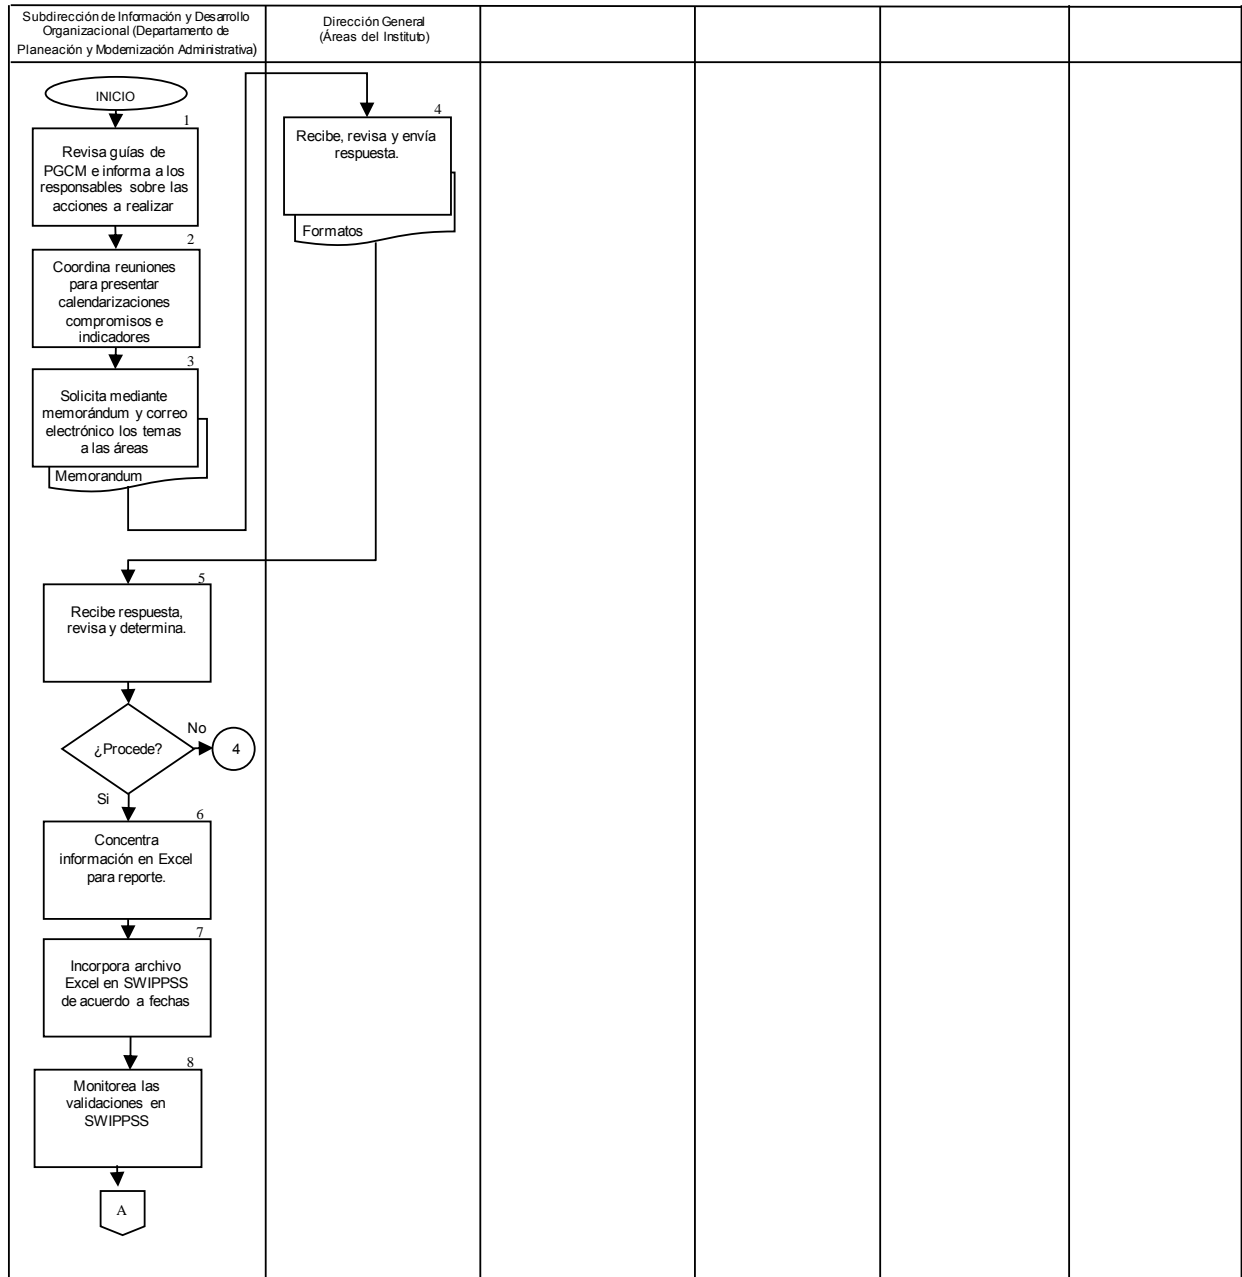 Subdirección de Información y Desarrollo
Organizacional (Departamento de
Planeación y Modernización Administrativa)
Dirección General
(Áreas del Instituto)
INICIO
1
Revisa guías de
PGCM e informa a los
responsables sobre las
acciones a realizar
2
Coordina reuniones
para presentar
calendarizaciones
compromisos e
indicadores
3
Solicita mediante
memorándum y correo
electrónico los temas
a las áreas
Memorandum
4
Recibe, revisa y envía
respuesta.
Formatos
5
Recibe respuesta,
revisa y determina.
¿Procede?
No
4
Si
6
Concentra
información en Excel
para reporte.
7
Incorpora archivo
Excel en SWIPPSS
de acuerdo a fechas
8
Monitorea las
validaciones en
SWIPPSS
A